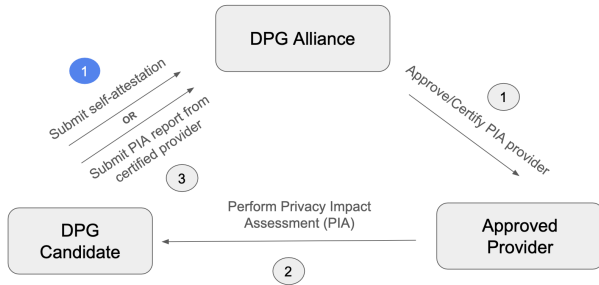 DPG Alliance
1
Submit self-attestation
OR
Submit PIA report from
certified provider
3
1
Approve/Certify PIA provider
Perform Privacy Impact
Assessment (PIA)
2
DPG
Candidate
Approved
Provider